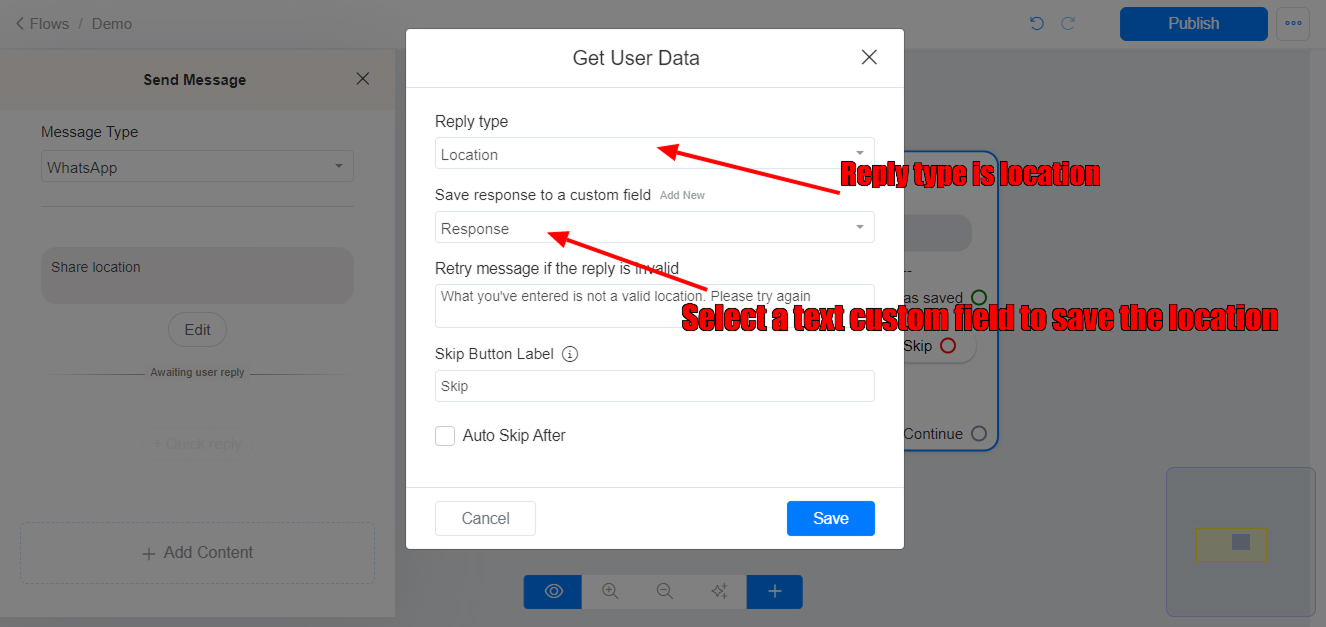 Flows / Demo
Publish
Send Message
Message Type
WhatsApp
Share location
Edit
Awaiting user reply
+ Quick reply
+ Add Content
Get User Data
Reply type
Location
Save response to a custom field Add New
Response
Retry message if the reply is invalid
What you've entered is not a valid location. Please try again
Skip Button Label
Skip
Auto Skip After
Cancel
Save
Reply type is location
Select a text custom field to save the location
as saved
Skip
Continue